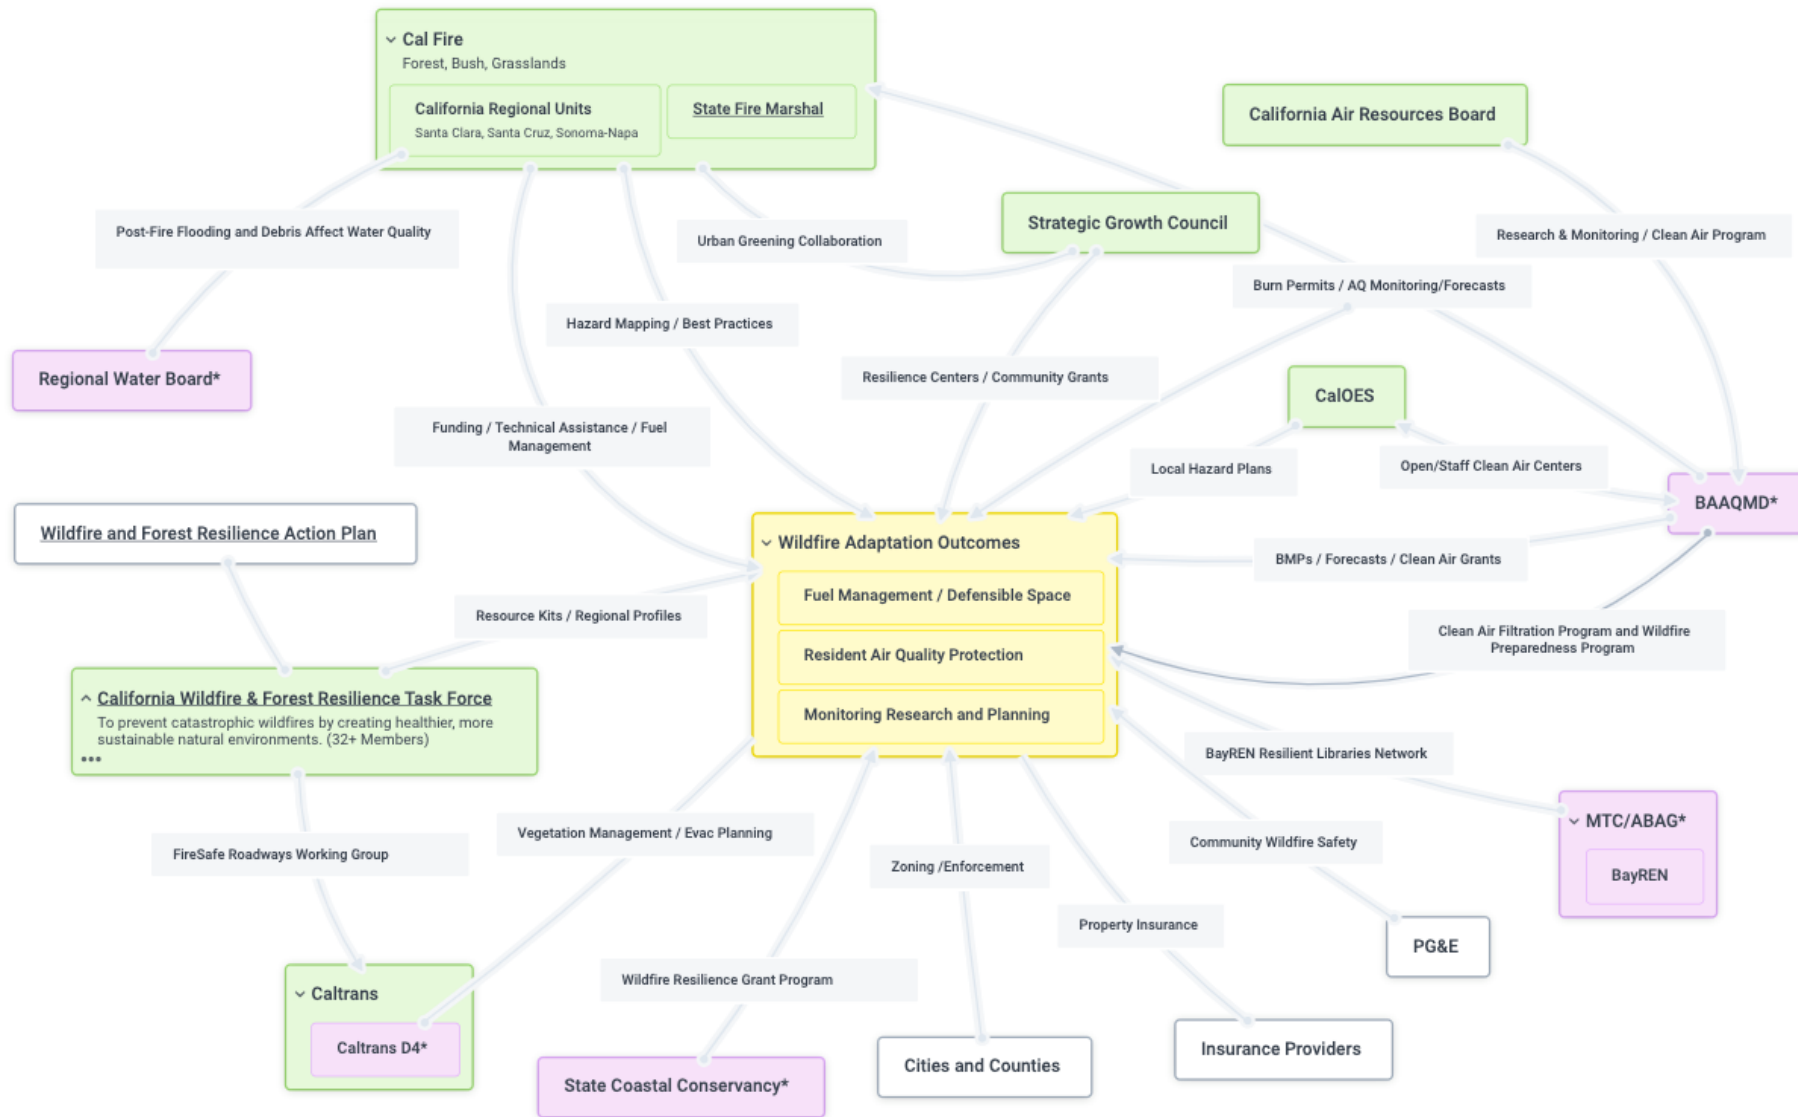 Cal Fire
Forest, Bush, Grasslands
California Regional Units
Santa Clara, Santa Cruz, Sonoma-Napa
State Fire Marshal
California Air Resources Board
Strategic Growth Council
Post-Fire Flooding and Debris Affect Water Quality
Urban Greening Collaboration
Research & Monitoring / Clean Air Program
Burn Permits / AQ Monitoring/Forecasts
Hazard Mapping / Best Practices
Regional Water Board*
Resilience Centers / Community Grants
CalOES
Funding / Technical Assistance / Fuel
Management
Local Hazard Plans
Open/Staff Clean Air Centers
BAAQMD*
Wildfire and Forest Resilience Action Plan
Wildfire Adaptation Outcomes
Fuel Management / Defensible Space
Resident Air Quality Protection
Monitoring Research and Planning
BMPs / Forecasts / Clean Air Grants
Resource Kits / Regional Profiles
Clean Air Filtration Program and Wildfire
Preparedness Program
California Wildfire & Forest Resilience Task Force
To prevent catastrophic wildfires by creating healthier, more
sustainable natural environments. (32+ Members)
BayREN Resilient Libraries Network
MTC/ABAG*
BayREN
Vegetation Management / Evac Planning
Community Wildfire Safety
FireSafe Roadways Working Group
Zoning /Enforcement
Property Insurance
PG&E
Wildfire Resilience Grant Program
Caltrans
Caltrans D4*
State Coastal Conservancy*
Cities and Counties
Insurance Providers